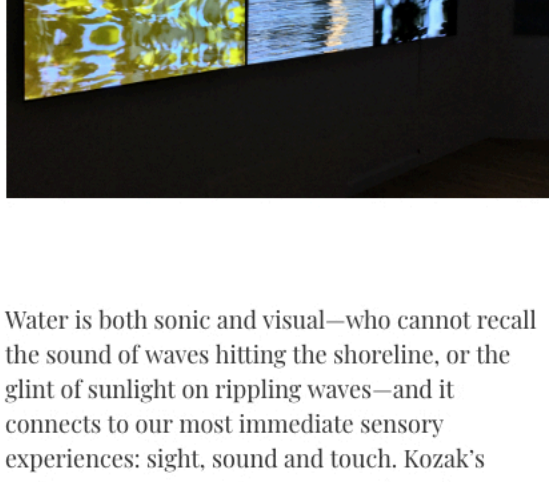 Water is both sonic and visual—who cannot recall
the sound of waves hitting the shoreline, or the
glint of sunlight on rippling waves—and it
connects to our most immediate sensory
experiences: sight, sound and touch. Kozak’s